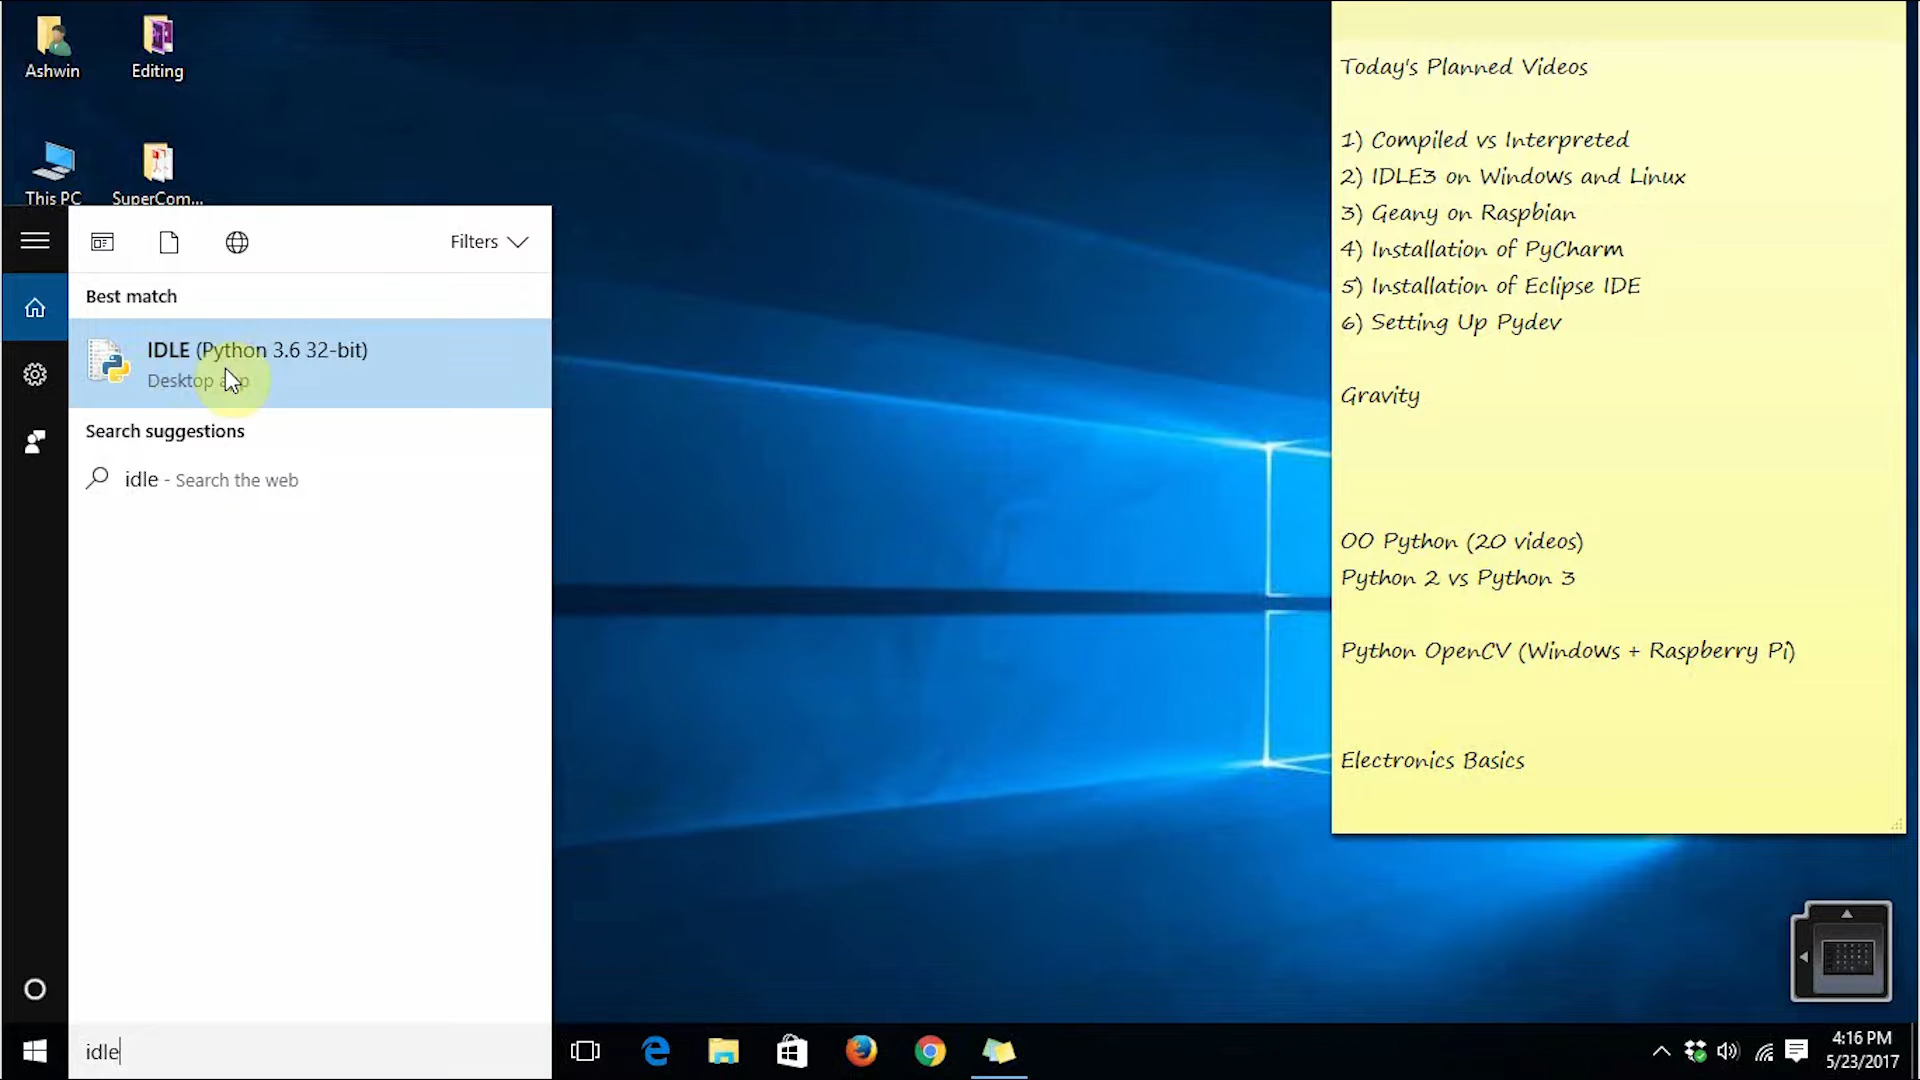 Ashwin
Editing
This PC
SuperCom...
Filters
Best match
IDLE (Python 3.6 32-bit)
Desktop app
Search suggestions
idle - Search the web
idle
Today's Planned Videos
1) Compiled vs Interpreted
2) IDLE3 on Windows and Linux
3) Geany on Raspbian
4) Installation of PyCharm
5) Installation of Eclipse IDE
6) Setting Up Pydev
Gravity
OO Python (20 videos)
Python 2 vs Python 3
Python OpenCV (Windows + Raspberry Pi)
Electronics Basics
4:16 PM
5/23/2017